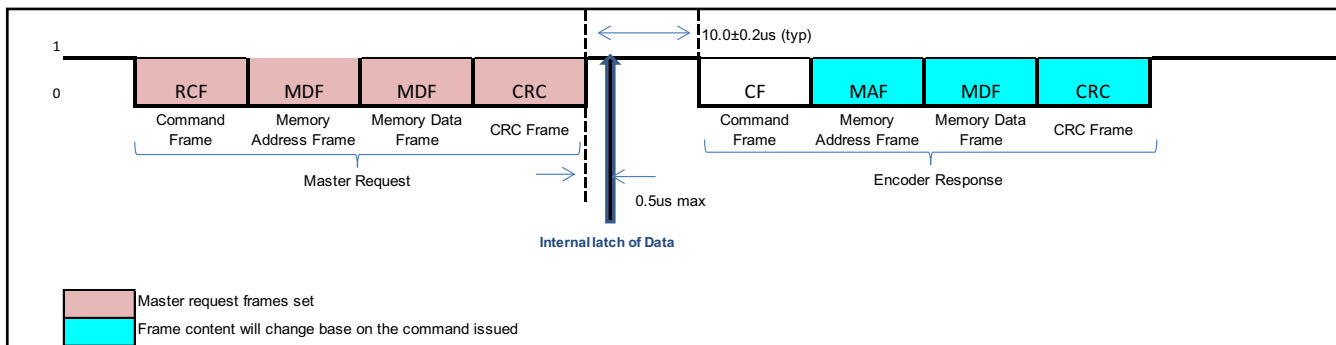 10.0±0.2us (typ)
1
0
RCF MDF MDF CRC CF MAF MDF CRC
Command Frame
Memory Address Frame
Memory Data Frame
CRC Frame
Command Frame
Memory Address Frame
Memory Data Frame
CRC Frame
Master Request
Encoder Response
0.5us max
Internal latch of Data
Master request frames set
Frame content will change base on the command issued